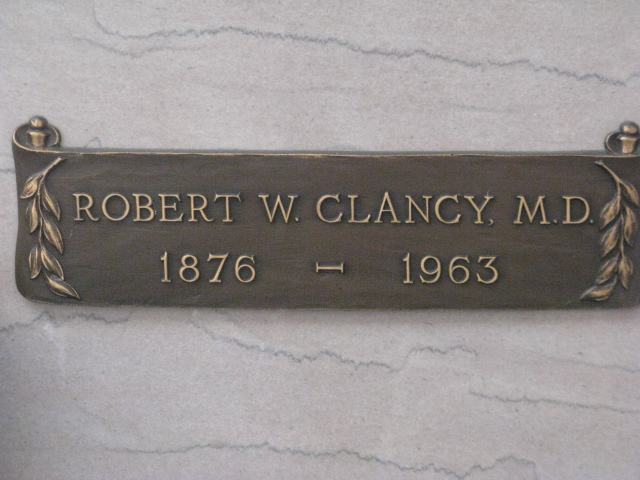 ROBERT W. CLANCY, M.D.
1876 – 1963